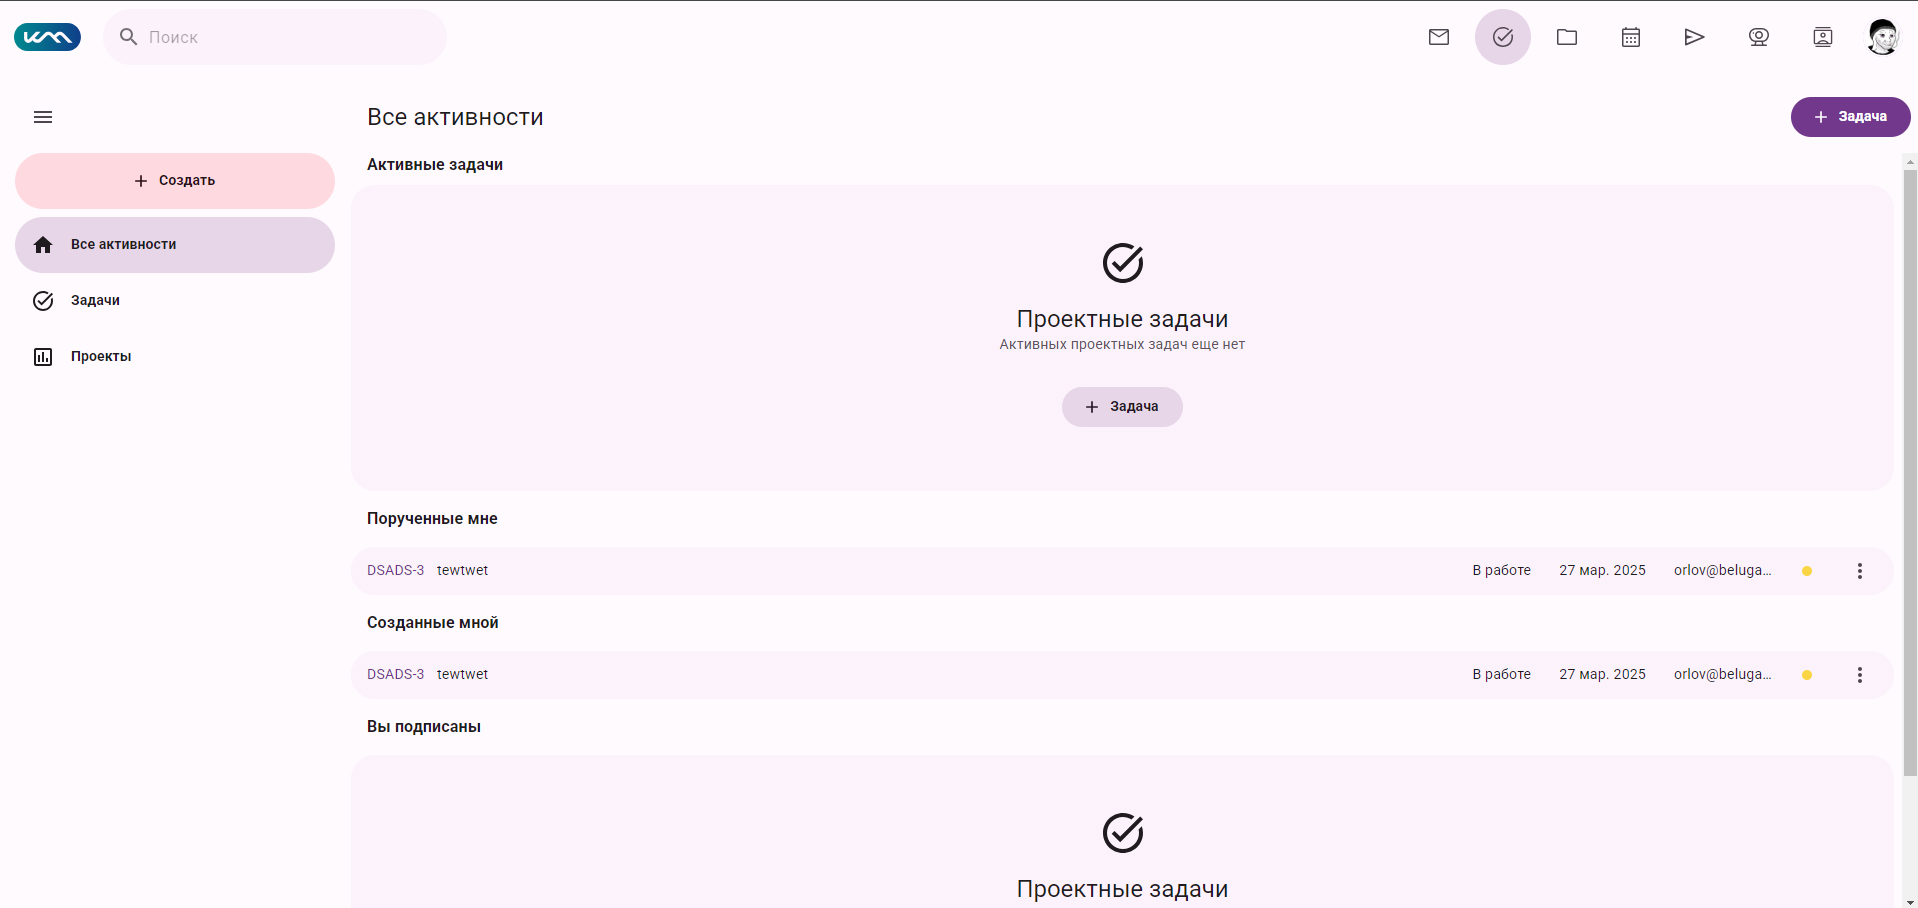 Поиск
Все активности
Задача
Создать
Все активности
Задачи
Проекты
Активные задачи
Проектные задачи
Активных проектных задач еще нет
Задача
Порученные мне
DSADS-3 tewtwet В работе 27 мар. 2025 orlov@beluga...
Созданные мной
DSADS-3 tewtwet В работе 27 мар. 2025 orlov@beluga...
Вы подписаны
Проектные задачи